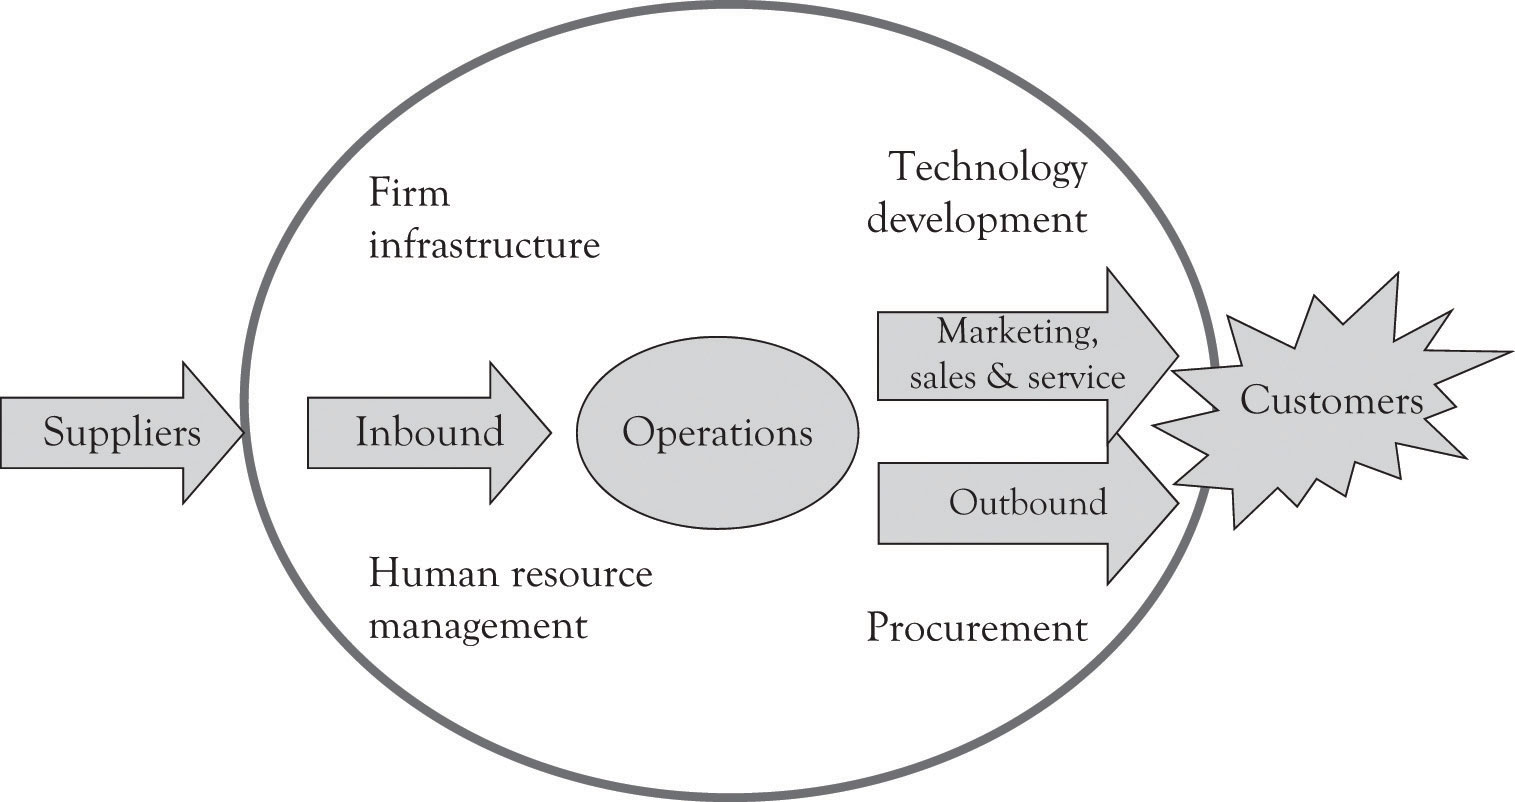 Firm
infrastructure
Technology
development
Suppliers
Inbound
Operations
Marketing,
sales & service
Outbound
Customers
Human resource
management
Procurement